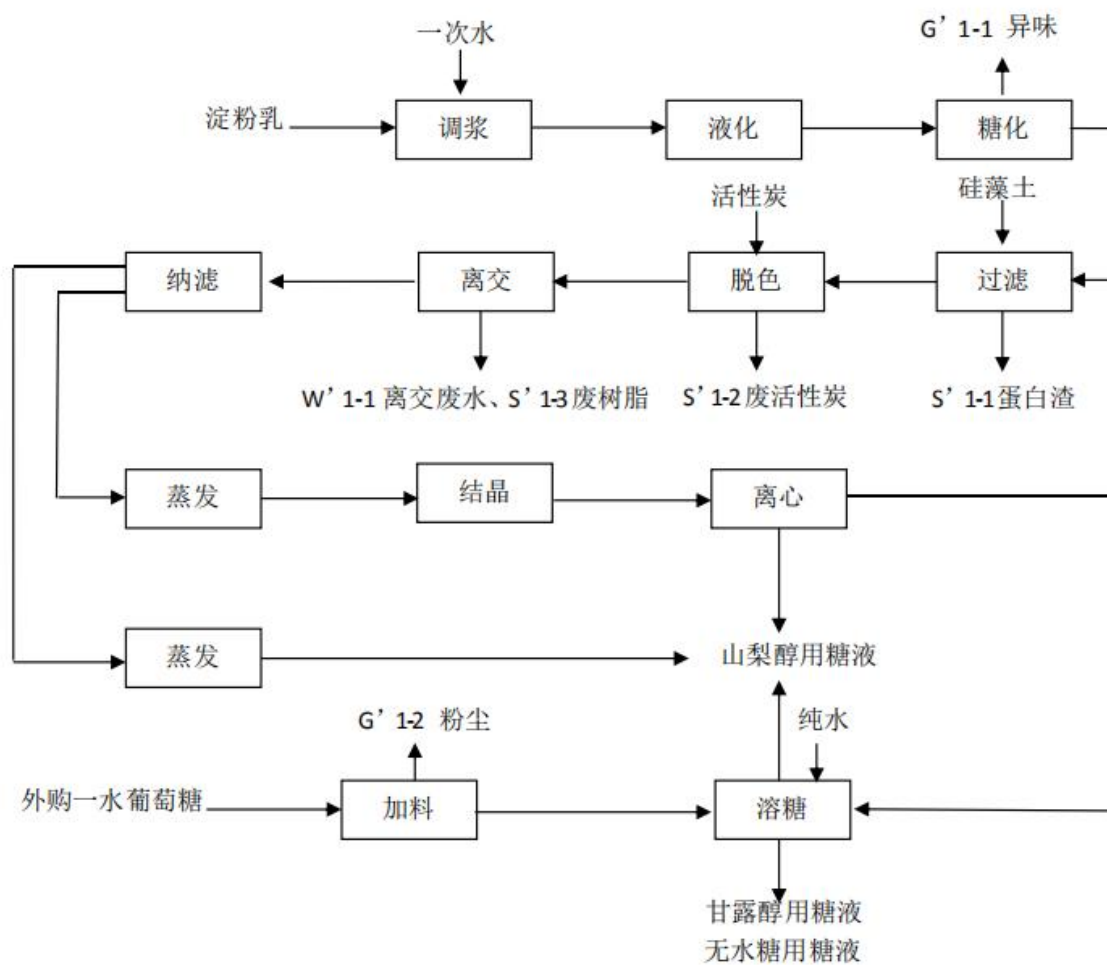 一次水
G’ 1-1 异味
淀粉乳
调浆
液化
糖化
活性炭
硅藻土
纳滤
离交
脱色
过滤
W’ 1-1 离交废水、S’ 1-3 废树脂
S’ 1-2 废活性炭
S’ 1-1 蛋白渣
蒸发
结晶
离心
蒸发
山梨醇用糖液
G’ 1-2 粉尘
纯水
外购一水葡萄糖
加料
溶糖
甘露醇用糖液
无水糖用糖液